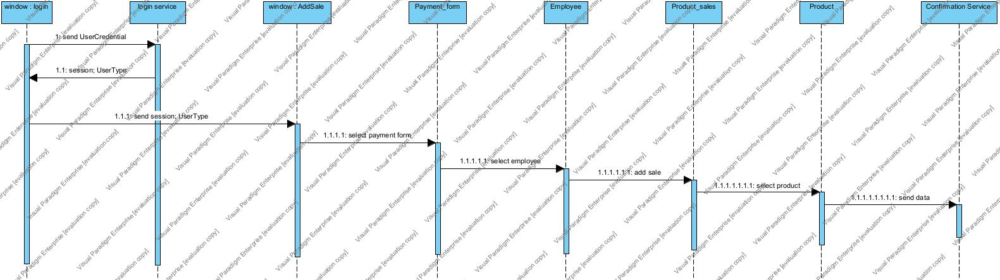 window : login
login service
window : AddSale
Payment_form
Employee
Product_sales
Product
Confirmation Service
1: send UserCredential
1.1: session; UserType
1.1.1: send session; UserType
1.1.1.1: select payment form
1.1.1.1.1: select employee
1.1.1.1.1.1: add sale
1.1.1.1.1.1.1: select product
1.1.1.1.1.1.1.1: send data
Visual Paradigm Enterprise [evaluation copy]